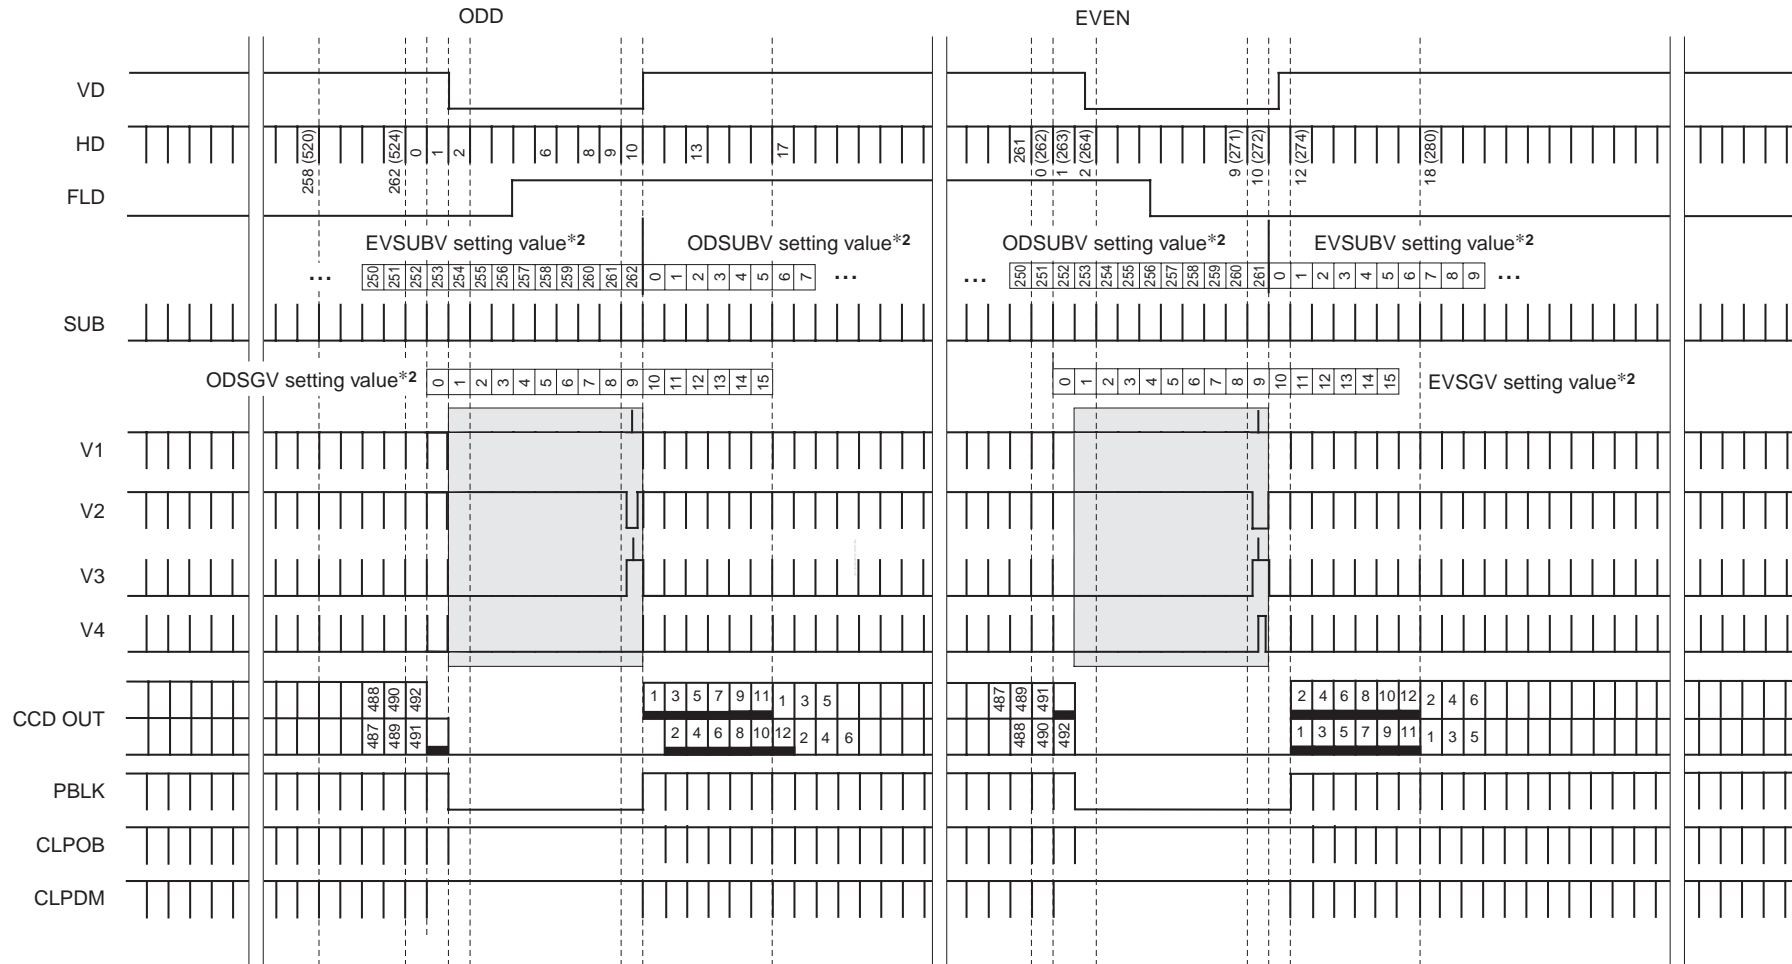 ODD EVEN
VD
HD 258 (520) 262 (524) 0 1 2 6 8 9 10 13 17 261 0 (262) 1 (263) 2 (264) 9 (271) 10 (272) 12 (274) 18 (280)
FLD
EVSUBV setting value*2 ODSUBV setting value*2 ODSUBV setting value*2 EVSUBV setting value*2
... 250 251 252 253 254 255 256 257 258 259 260 261 262 0 1 2 3 4 5 6 7 ... ... 250 251 252 253 254 255 256 257 258 259 260 261 0 1 2 3 4 5 6 7 8 9 ...
SUB
ODSGV setting value*2 0 1 2 3 4 5 6 7 8 9 10 11 12 13 14 15 0 1 2 3 4 5 6 7 8 9 10 11 12 13 14 15 EVSGV setting value*2
V1
V2
V3
V4
488 490 492 1 3 5 7 9 11 1 3 5 487 489 491 2 4 6 8 10 12 2 4 6
CCD OUT
487 489 491 2 4 6 8 10 12 2 4 6 488 490 492 1 3 5 7 9 11 1 3 5
PBLK
CLPOB
CLPDM